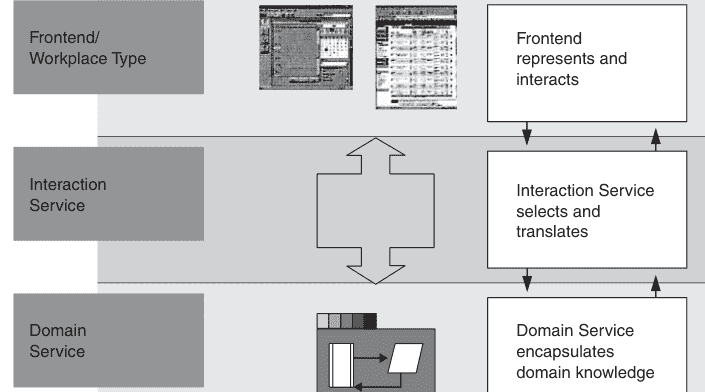 Frontend/
Workplace Type
Frontend
represents and
interacts
Interaction
Service
Interaction Service
selects and
translates
Domain
Service
Domain Service
encapsulates
domain knowledge